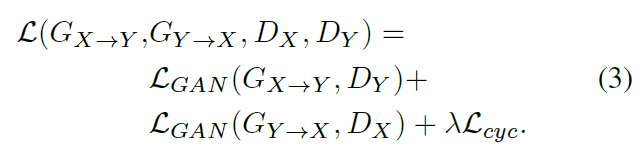 ℒ(G_{X→Y},G_{Y→X}, D_X, D_Y) =
ℒ_{GAN}(G_{X→Y}, D_Y)+
ℒ_{GAN}(G_{Y→X}, D_X) + λℒ_{cyc}. (3)